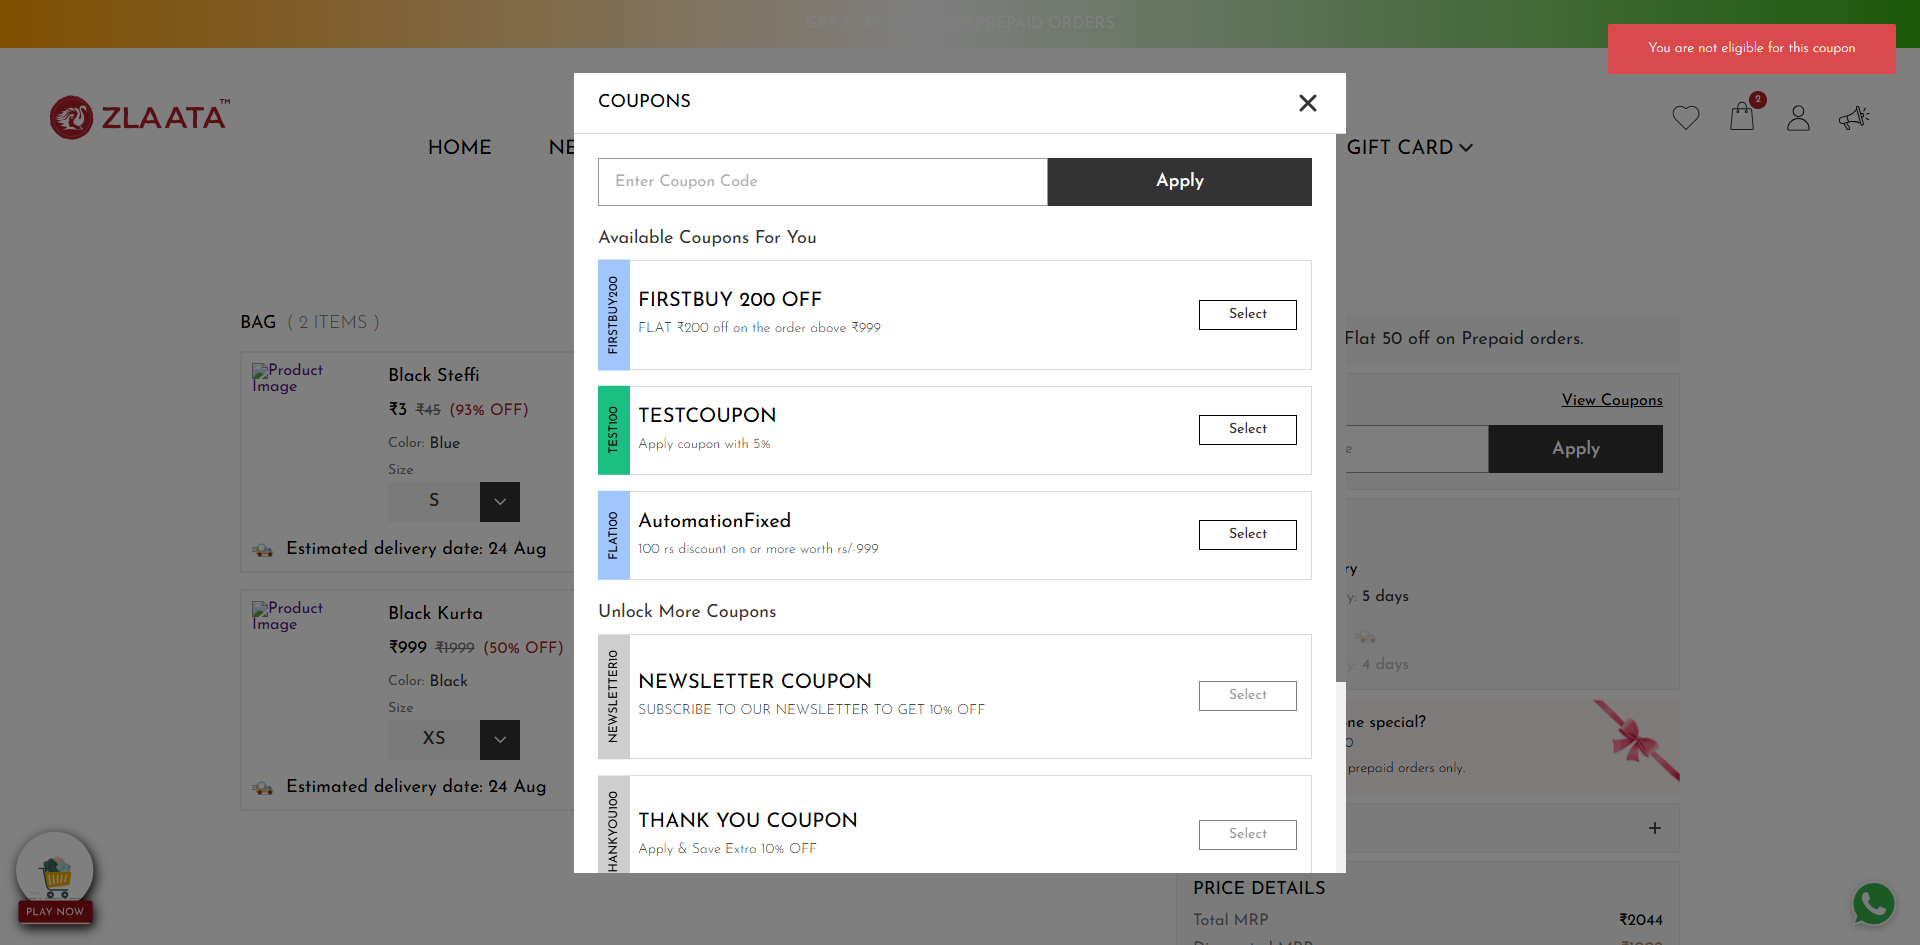 GET FLAT ON PREPAID ORDERS
You are not eligible for this coupon
ZLAATA™
2
HOME
NE
GIFT CARD
COUPONS
Enter Coupon Code
Apply
Available Coupons For You
FIRSTBUY200
FIRSTBUY 200 OFF
FLAT ₹200 off on the order above ₹999
Select
TEST100
TESTCOUPON
Apply coupon with 5%
Select
FLAT100
AutomationFixed
100 rs discount on or more worth rs/-999
Select
Unlock More Coupons
NEWSLETTER10
NEWSLETTER COUPON
SUBSCRIBE TO OUR NEWSLETTER TO GET 10% OFF
Select
HANKYOU100
THANK YOU COUPON
Apply & Save Extra 10% OFF
Select
BAG ( 2 ITEMS )
Product
Image
Black Steffi
₹3 ₹45 (93% OFF)
Color: Blue
Size
S
Estimated delivery date: 24 Aug
Product
Image
Black Kurta
₹999 ₹1999 (50% OFF)
Color: Black
Size
XS
Estimated delivery date: 24 Aug
PLAY NOW
Flat 50 off on Prepaid orders.
View Coupons
e
Apply
ry
y: 5 days
y: 4 days
ne special?
0
prepaid orders only.
+
PRICE DETAILS
Total MRP ₹2044